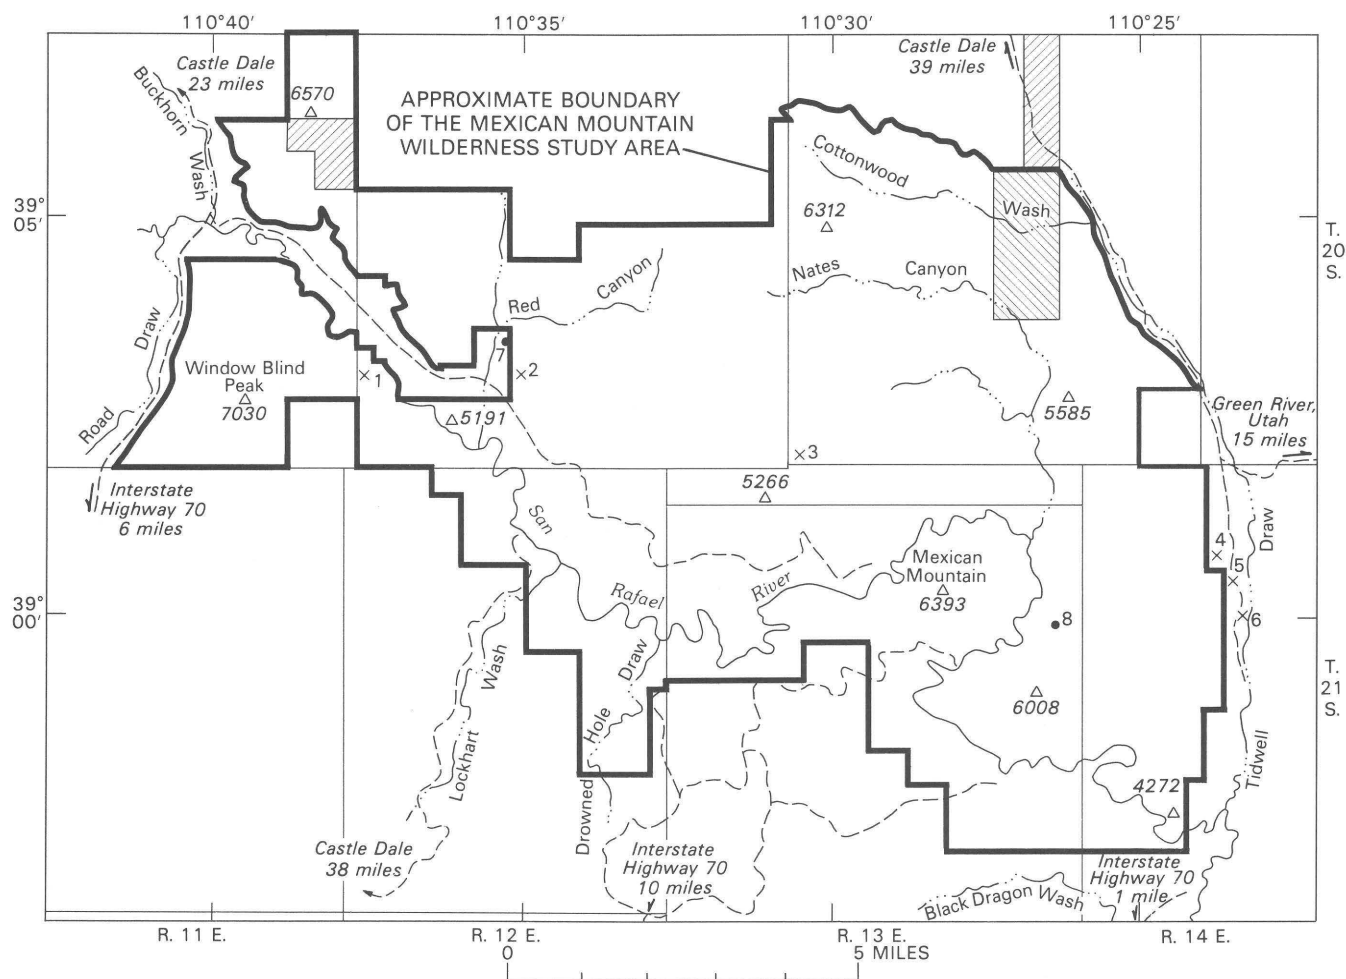 110°40'
110°35'
110°30'
110°25'
Castle Dale
23 miles
Castle Dale
39 miles
Buckhorn
Wash
6570
APPROXIMATE BOUNDARY
OF THE MEXICAN MOUNTAIN
WILDERNESS STUDY AREA
Cottonwood
Wash
39°
05'
6312
T.
20
S.
Nates
Canyon
Red
Canyon
Draw
Road
7
Window Blind
Peak
7030
1
2
5191
5585
Green River,
Utah
15 miles
3
Interstate
Highway 70
6 miles
5266
San
Rafael
River
Mexican
Mountain
6393
4
5
6
Draw
39°
00'
8
Wash
Lockhart
Draw
Hole
Drowned
6008
T.
21
S.
Tidwell
4272
Castle Dale
38 miles
Interstate
Highway 70
10 miles
Interstate
Highway 70
1 mile
Black Dragon Wash
R. 11 E.
R. 12 E.
R. 13 E.
R. 14 E.
0
5 MILES